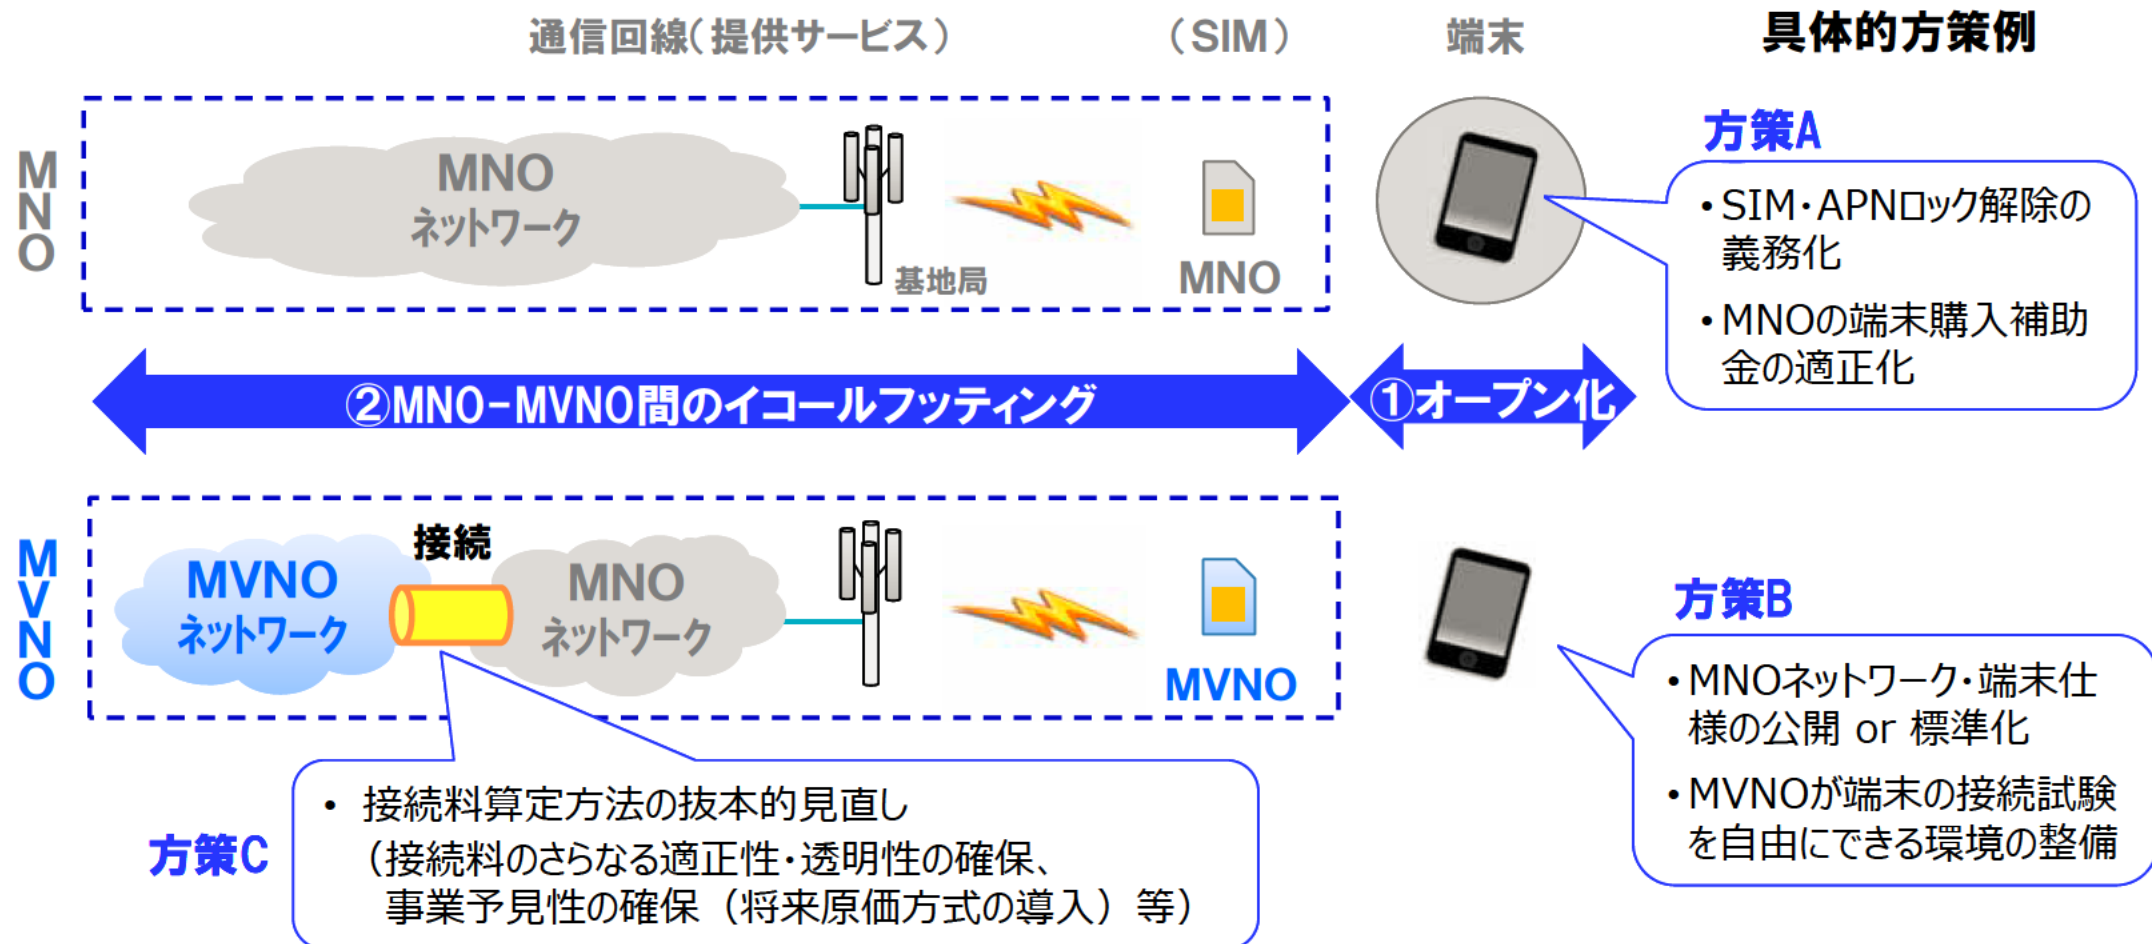 通信回線(提供サービス)
(SIM)
端末
具体的方策例
MNO
MNO
ネットワーク
基地局
MNO
方策A
・SIM・APNロック解除の
義務化
・MNOの端末購入補助
金の適正化
②MNO-MVNO間のイコールフッティング
①オープン化
MVNO
MVNO
ネットワーク
接続
MNO
ネットワーク
MVNO
方策B
・MNOネットワーク・端末仕
様の公開 or 標準化
・MVNOが端末の接続試験
を自由にできる環境の整備
方策C
・ 接続料算定方法の抜本的見直し
(接続料のさらなる適正性・透明性の確保、
事業予見性の確保(将来原価方式の導入)等)